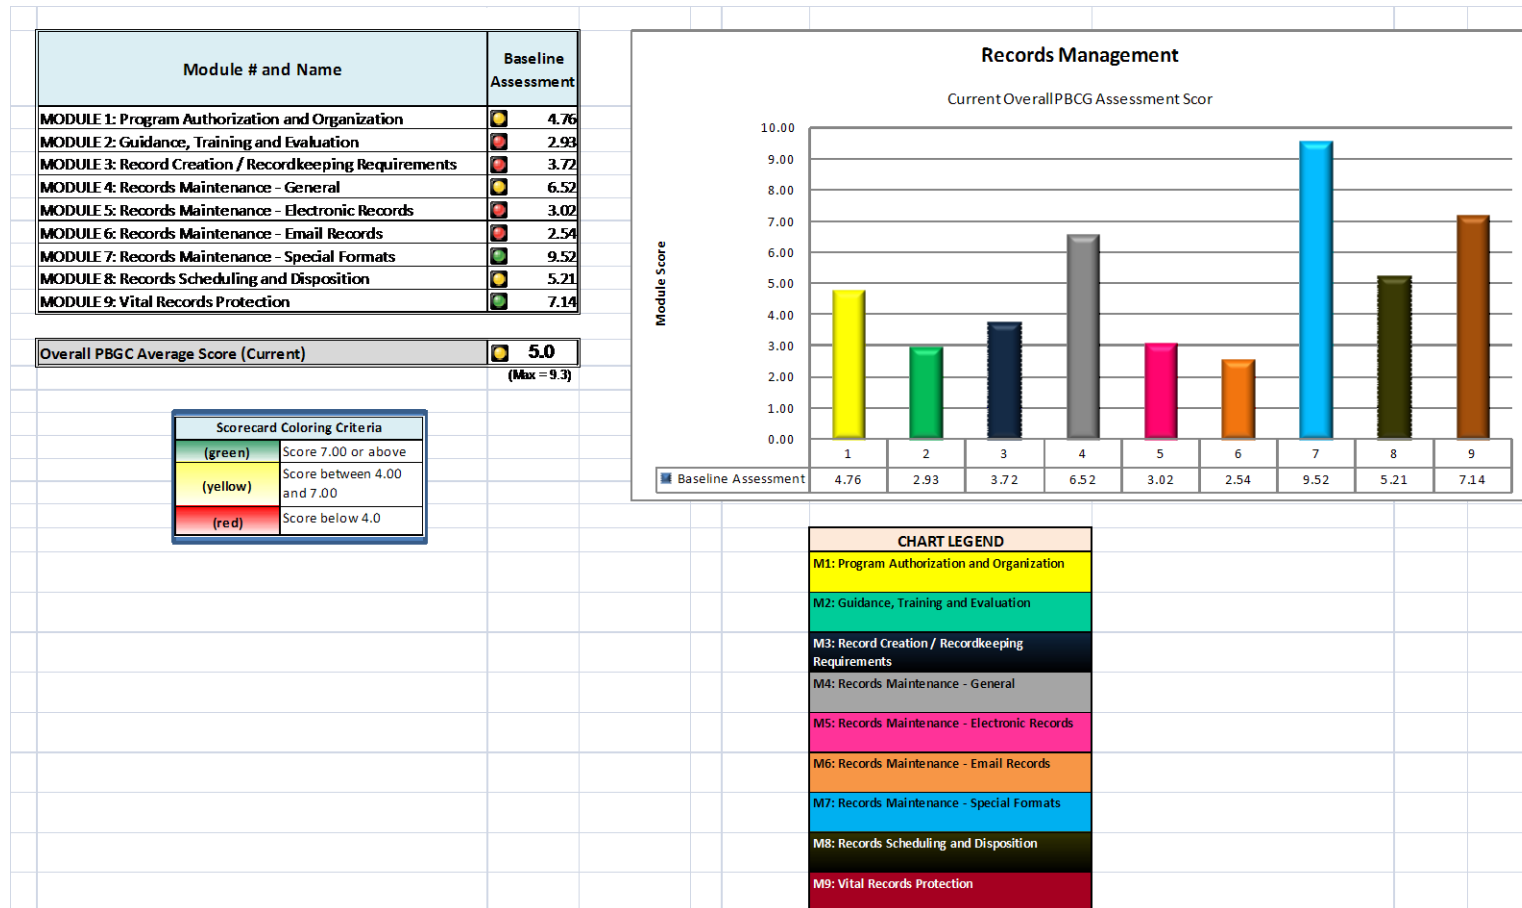 Module # and Name
Baseline
Assessment
MODULE 1: Program Authorization and Organization 4.76
MODULE 2: Guidance, Training and Evaluation 2.93
MODULE 3: Record Creation / Recordkeeping Requirements 3.72
MODULE 4: Records Maintenance - General 6.52
MODULE 5: Records Maintenance - Electronic Records 3.02
MODULE 6: Records Maintenance - Email Records 2.54
MODULE 7: Records Maintenance - Special Formats 9.52
MODULE 8: Records Scheduling and Disposition 5.21
MODULE 9: Vital Records Protection 7.14
Overall PBGC Average Score (Current) 5.0
(Max = 9.3)
Scorecard Coloring Criteria
(green) Score 7.00 or above
(yellow) Score between 4.00
and 7.00
(red) Score below 4.0
Records Management
Current Overall PBCG Assessment Scor
Module Score
10.00
9.00
8.00
7.00
6.00
5.00
4.00
3.00
2.00
1.00
0.00
1 2 3 4 5 6 7 8 9
Baseline Assessment 4.76 2.93 3.72 6.52 3.02 2.54 9.52 5.21 7.14
CHART LEGEND
M1: Program Authorization and Organization
M2: Guidance, Training and Evaluation
M3: Record Creation / Recordkeeping
Requirements
M4: Records Maintenance - General
M5: Records Maintenance - Electronic Records
M6: Records Maintenance - Email Records
M7: Records Maintenance - Special Formats
M8: Records Scheduling and Disposition
M9: Vital Records Protection